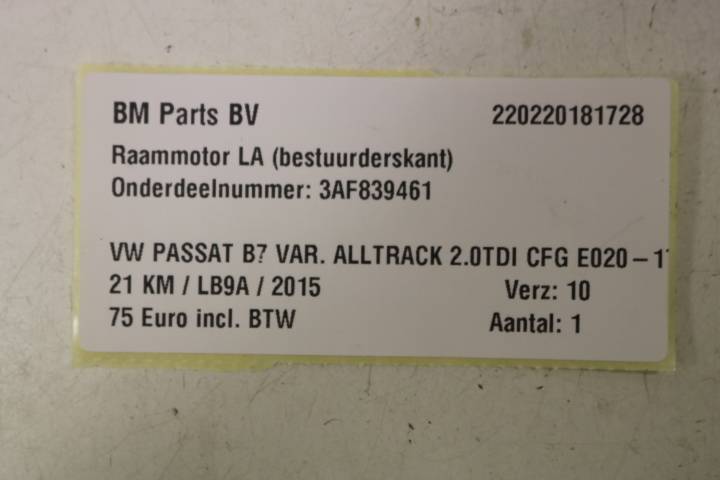 BM Parts BV 220220181728
Raammotor LA (bestuurderskant)
Onderdeelnummer: 3AF839461
VW PASSAT B7 VAR. ALLTRACK 2.0TDI CFG E020-1
21 KM / LB9A / 2015 Verz: 10
75 Euro incl. BTW Aantal: 1